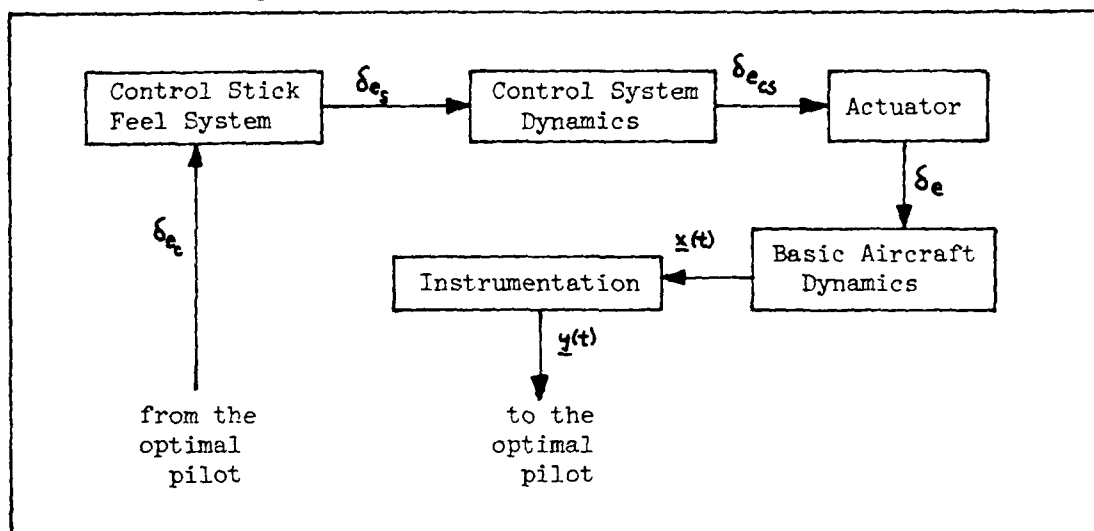 Control Stick
Feel System
δes
Control System
Dynamics
δecs
Actuator
δe
δec
Basic Aircraft
Dynamics
x(t)
Instrumentation
y(t)
from the
optimal
pilot
to the
optimal
pilot